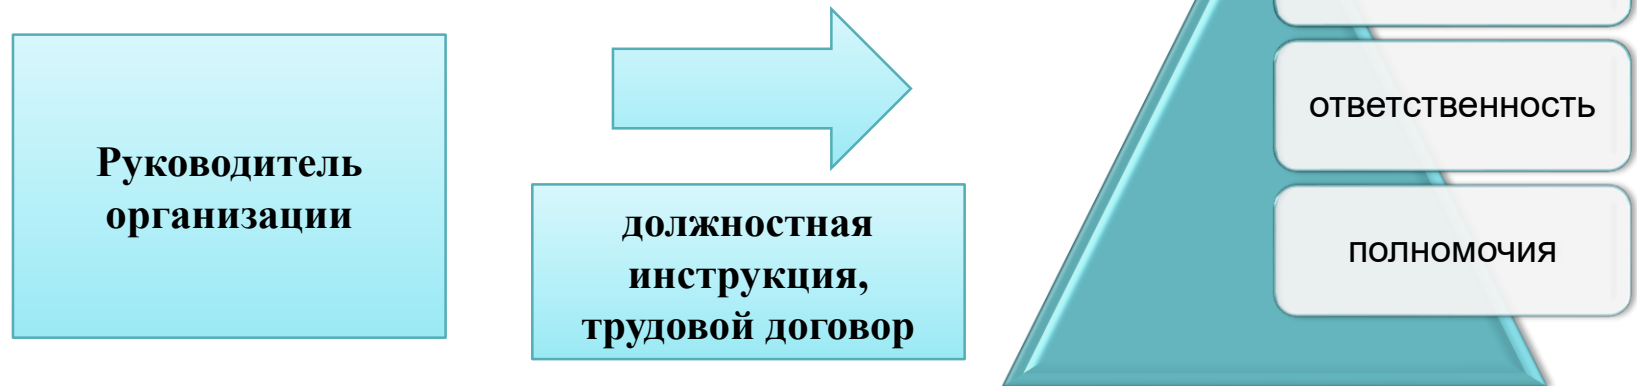 Руководитель
организации
должностная
инструкция,
трудовой договор
ответственность
полномочия